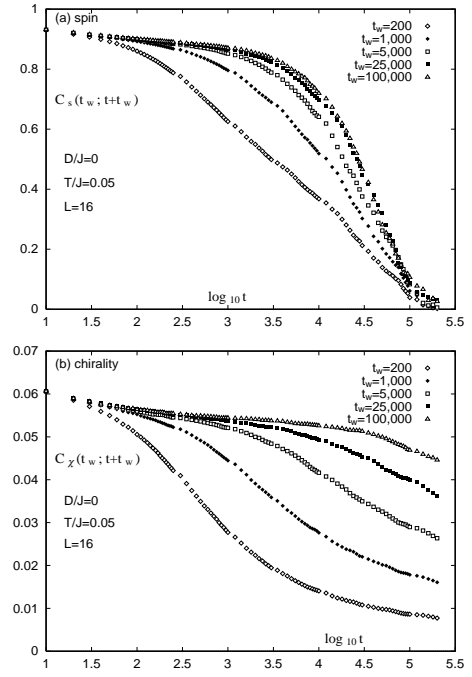 (a) spin
t_w=200
t_w=1,000
t_w=5,000
t_w=25,000
t_w=100,000
C_s(t_w; t+t_w)
D/J=0
T/J=0.05
L=16
log_10 t
1
0.8
0.6
0.4
0.2
0
1 1.5 2 2.5 3 3.5 4 4.5 5 5.5
(b) chirality
t_w=200
t_w=1,000
t_w=5,000
t_w=25,000
t_w=100,000
C_χ(t_w; t+t_w)
D/J=0
T/J=0.05
L=16
log_10 t
0.07
0.06
0.05
0.04
0.03
0.02
0.01
0
1 1.5 2 2.5 3 3.5 4 4.5 5 5.5